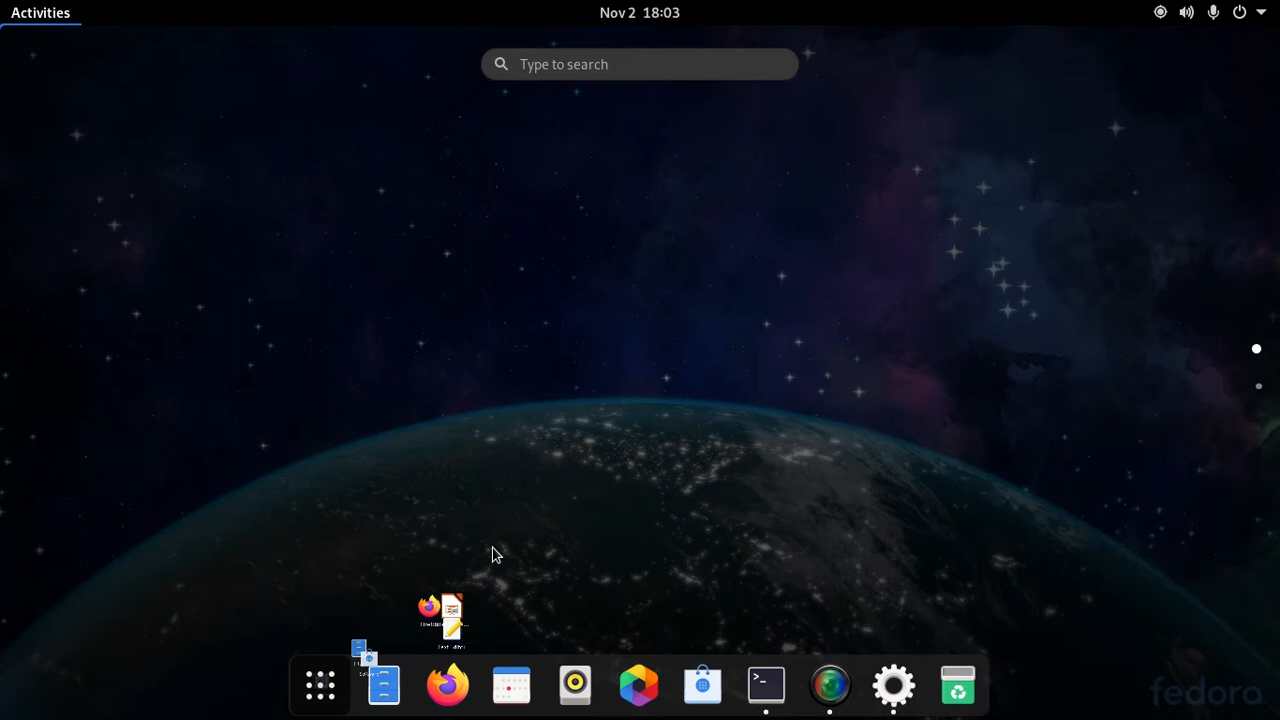 Activities
Nov 2 18:03
Type to search
fedora